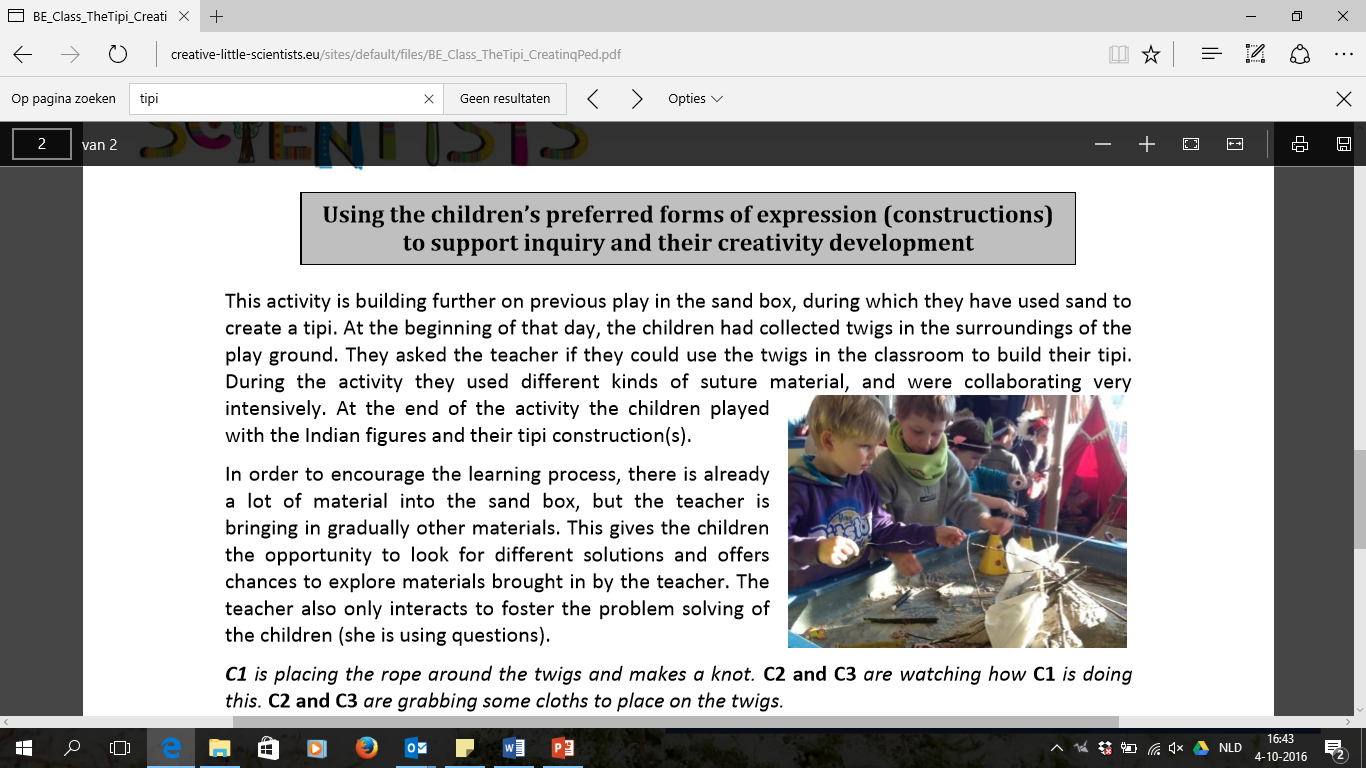 BE_Class_TheTipi_Creati
creative-little-scientists.eu/sites/default/files/BE_Class_TheTipi_CreatinqPed.pdf
Op pagina zoeken
tipi
Geen resultaten
Opties
2
van 2
SCIENTISTS
Using the children's preferred forms of expression (constructions)
to support inquiry and their creativity development
This activity is building further on previous play in the sand box, during which they have used sand to
create a tipi. At the beginning of that day, the children had collected twigs in the surroundings of the
play ground. They asked the teacher if they could use the twigs in the classroom to build their tipi.
During the activity they used different kinds of suture material, and were collaborating very
intensively. At the end of the activity the children played
with the Indian figures and their tipi construction(s).
In order to encourage the learning process, there is already
a lot of material into the sand box, but the teacher is
bringing in gradually other materials. This gives the children
the opportunity to look for different solutions and offers
chances to explore materials brought in by the teacher. The
teacher also only interacts to foster the problem solving of
the children (she is using questions).
C1 is placing the rope around the twigs and makes a knot. C2 and C3 are watching how C1 is doing
this. C2 and C3 are grabbing some cloths to place on the twigs.
NLD
16:43
4-10-2016
2